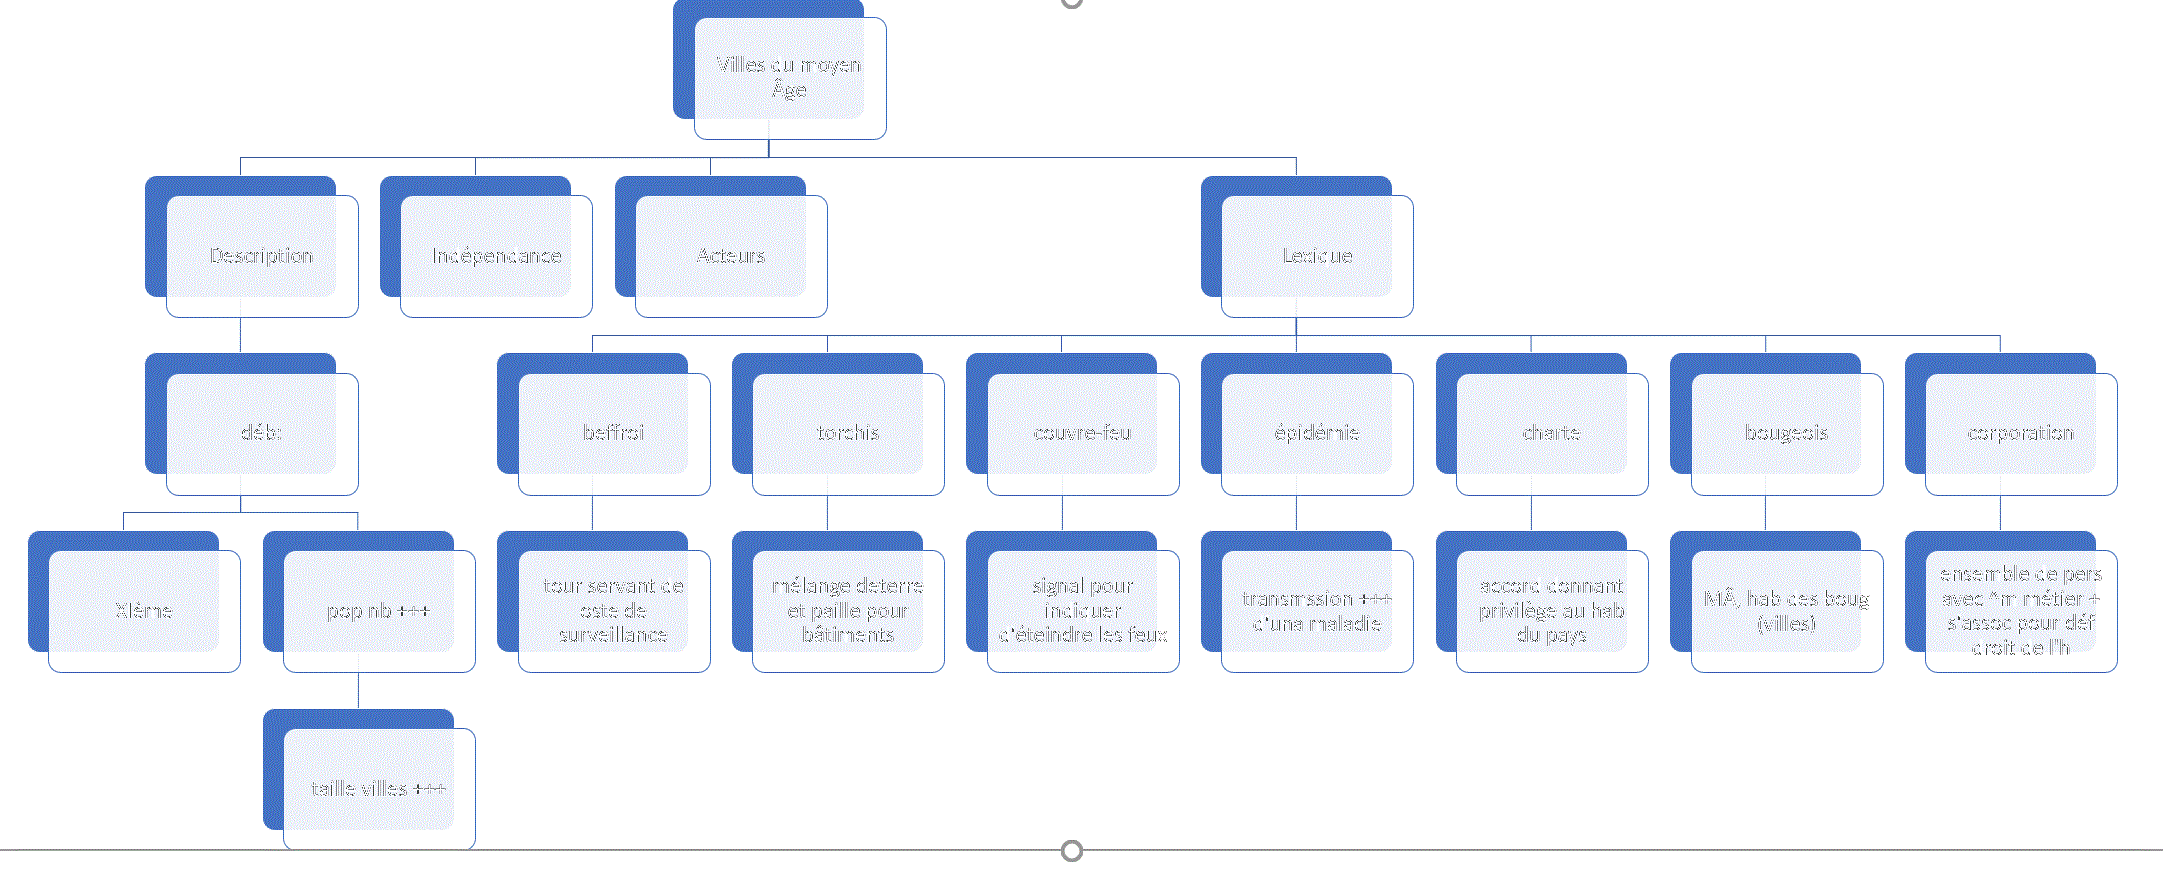 Villes du moyen
Âge
Description
Indépendance
Acteurs
Lexique
déb:
beffroi
torchis
couvre-feu
épidémie
charte
bougeois
corporation
XIème
pop nb +++
tour servant de
oste de
surveillance
mélange deterre
et paille pour
bâtiments
signal pour
indiquer
d'éteindre les feux
transmssion +++
d'una maladie
accord donnant
privilège au hab
du pays
MÂ, hab des boug
(villes)
ensemble de pers
avec ^m métier +
s'assoc pour déf
droit de l'h
taille villes +++